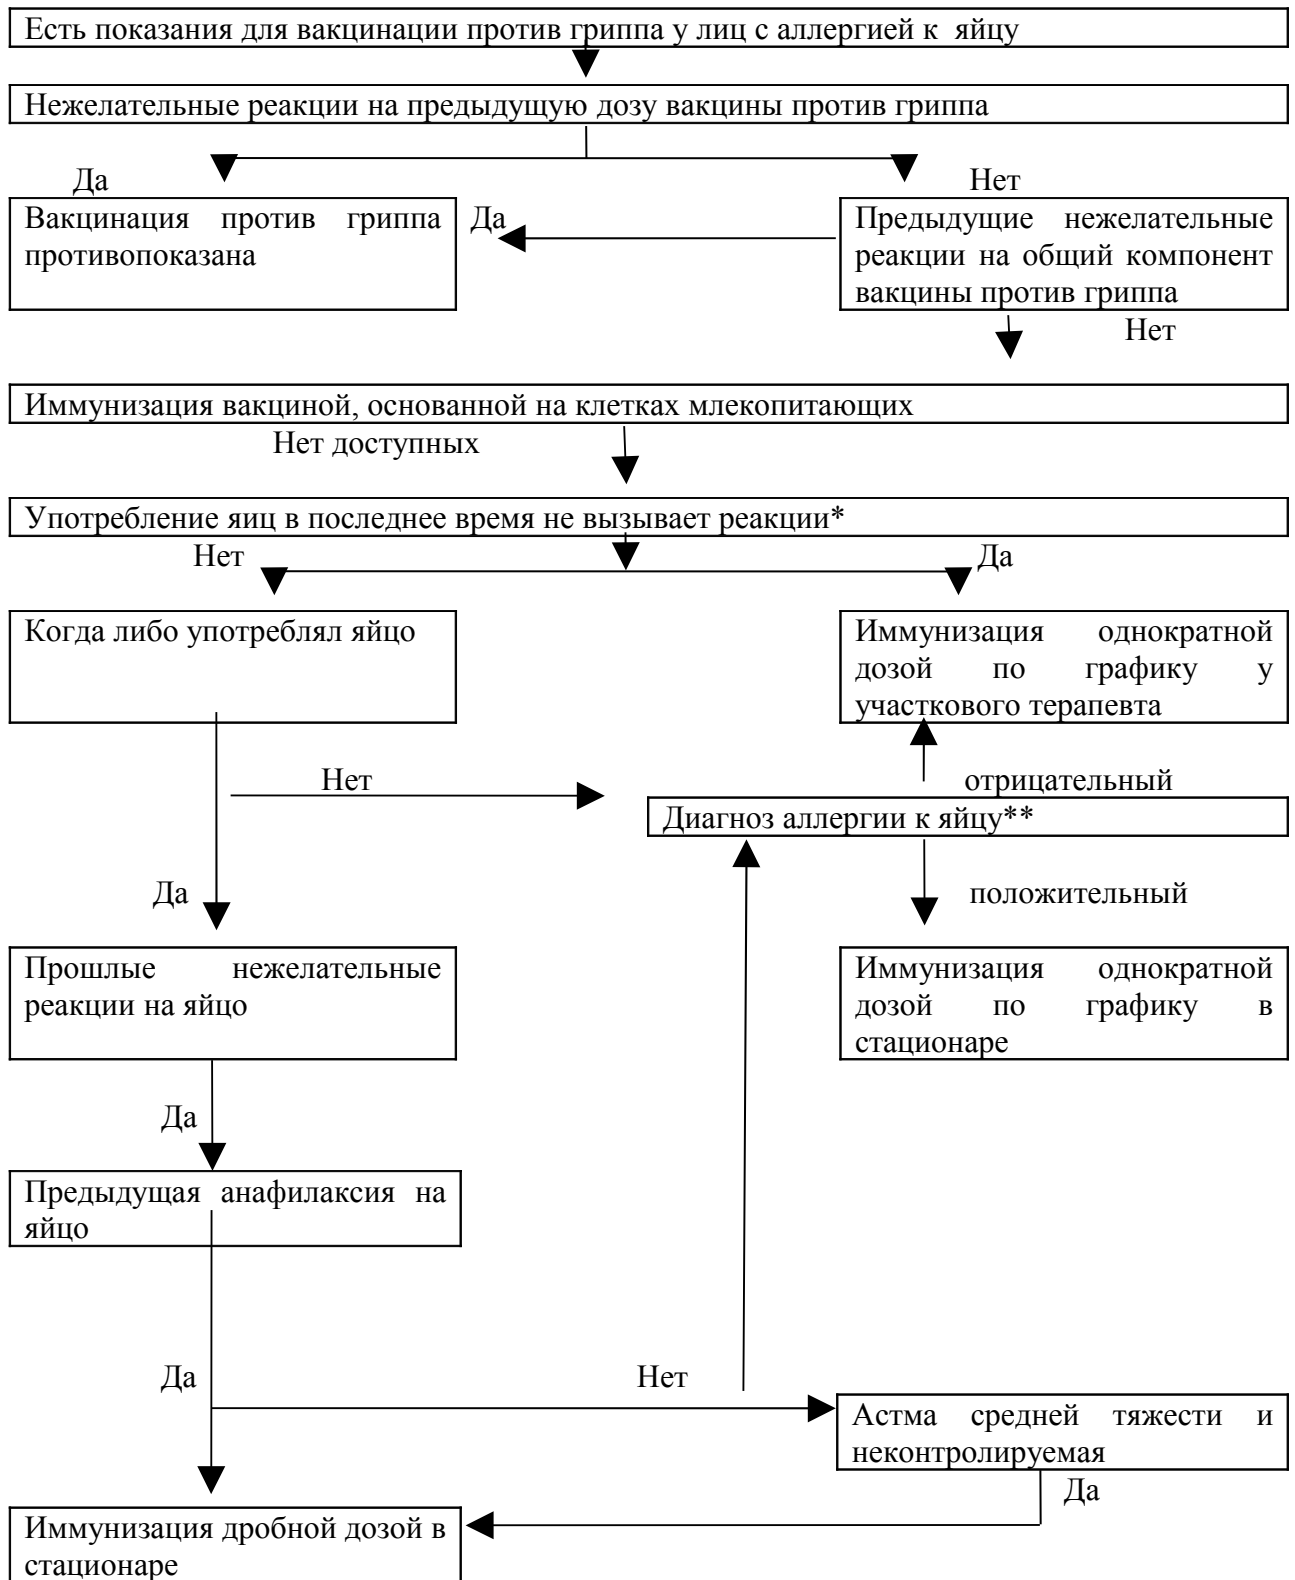 Есть показания для вакцинации против гриппа у лиц с аллергией к яйцу
Нежелательные реакции на предыдущую дозу вакцины против гриппа
Да
Нет
Вакцинация против гриппа
противопоказана
Да
Предыдущие нежелательные
реакции на общий компонент
вакцины против гриппа
Нет
Иммунизация вакциной, основанной на клетках млекопитающих
Нет доступных
Употребление яиц в последнее время не вызывает реакции*
Нет
Да
Когда либо употреблял яйцо
Иммунизация однократной
дозой по графику у
участкового терапевта
Нет
отрицательный
Диагноз аллергии к яйцу**
Да
положительный
Прошлые нежелательные
реакции на яйцо
Иммунизация однократной
дозой по графику в
стационаре
Да
Предыдущая анафилаксия на
яйцо
Да
Нет
Астма средней тяжести и
неконтролируемая
Да
Иммунизация дробной дозой в
стационаре